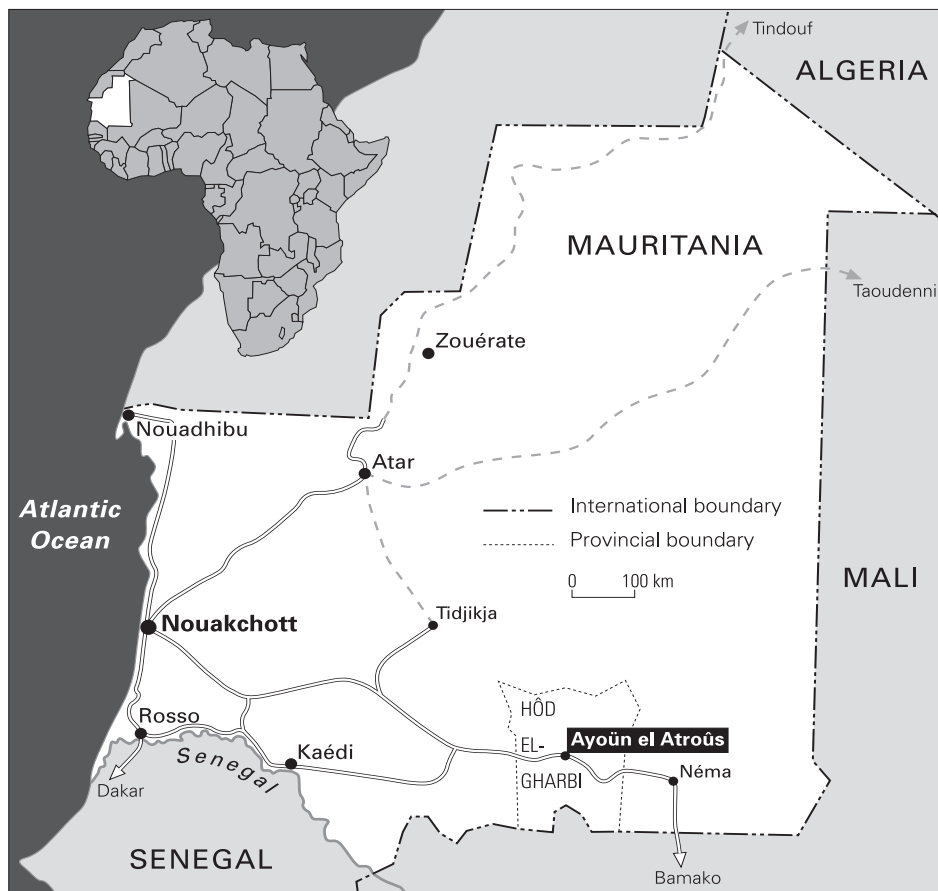 Tindouf
ALGERIA
MAURITANIA
Taoudenni
Zouérate
Nouadhibu
Atar
Atlantic
Ocean
International boundary
Provincial boundary
0 100 km
MALI
Tidjikja
Nouakchott
HÔD
Rosso
Ayoûn el Atroûs
EL-
Kaédi
Senegal
Néma
GHARBI
Dakar
SENEGAL
Bamako